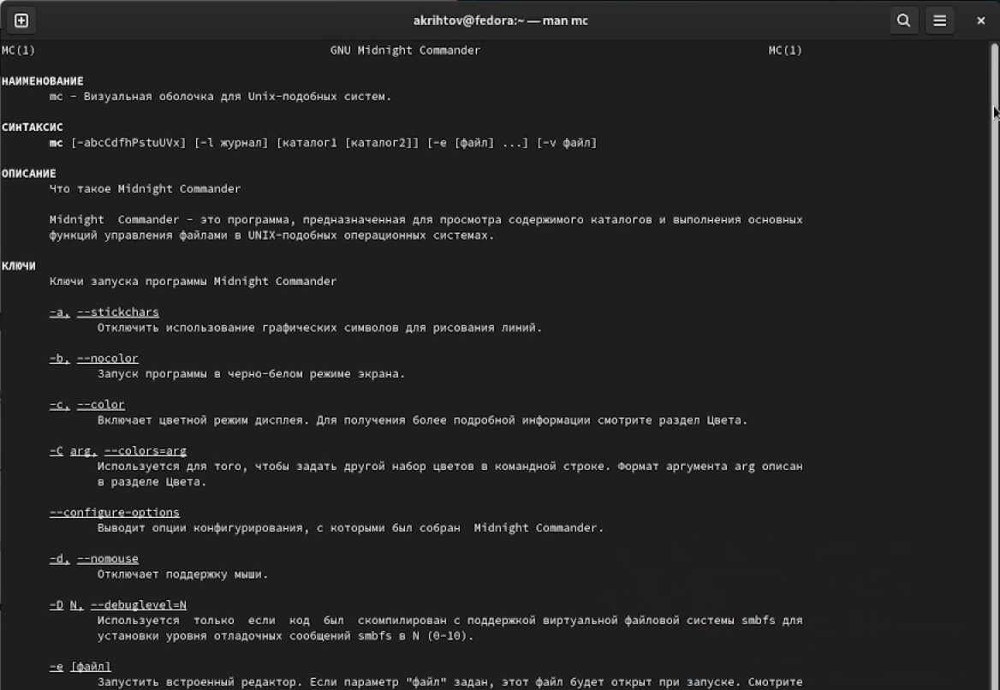 akrihtov@fedora:~ — man mc
MC(1) GNU Midnight Commander MC(1)
НАИМЕНОВАНИЕ
mc - Визуальная оболочка для Unix-подобных систем.
СИНТАКСИС
mc [-abcCdfhPstuUVx] [-l журнал] [каталог1 [каталог2]] [-e [файл] ...] [-v файл]
ОПИСАНИЕ
Что такое Midnight Commander
Midnight Commander - это программа, предназначенная для просмотра содержимого каталогов и выполнения основных
функций управления файлами в UNIX-подобных операционных системах.
КЛЮЧИ
Ключи запуска программы Midnight Commander
-a, --stickchars
Отключить использование графических символов для рисования линий.
-b, --nocolor
Запуск программы в черно-белом режиме экрана.
-c, --color
Включает цветной режим дисплея. Для получения более подробной информации смотрите раздел Цвета.
-C arg, --colors=arg
Используется для того, чтобы задать другой набор цветов в командной строке. Формат аргумента arg описан
в разделе Цвета.
--configure-options
Выводит опции конфигурирования, с которыми был собран Midnight Commander.
-d, --nomouse
Отключает поддержку мыши.
-D N, --debuglevel=N
Используется только если код был скомпилирован с поддержкой виртуальной файловой системы smbfs для
установки уровня отладочных сообщений smbfs в N (0-10).
-e [файл]
Запустить встроенный редактор. Если параметр "файл" задан, этот файл будет открыт при запуске. Смотрите